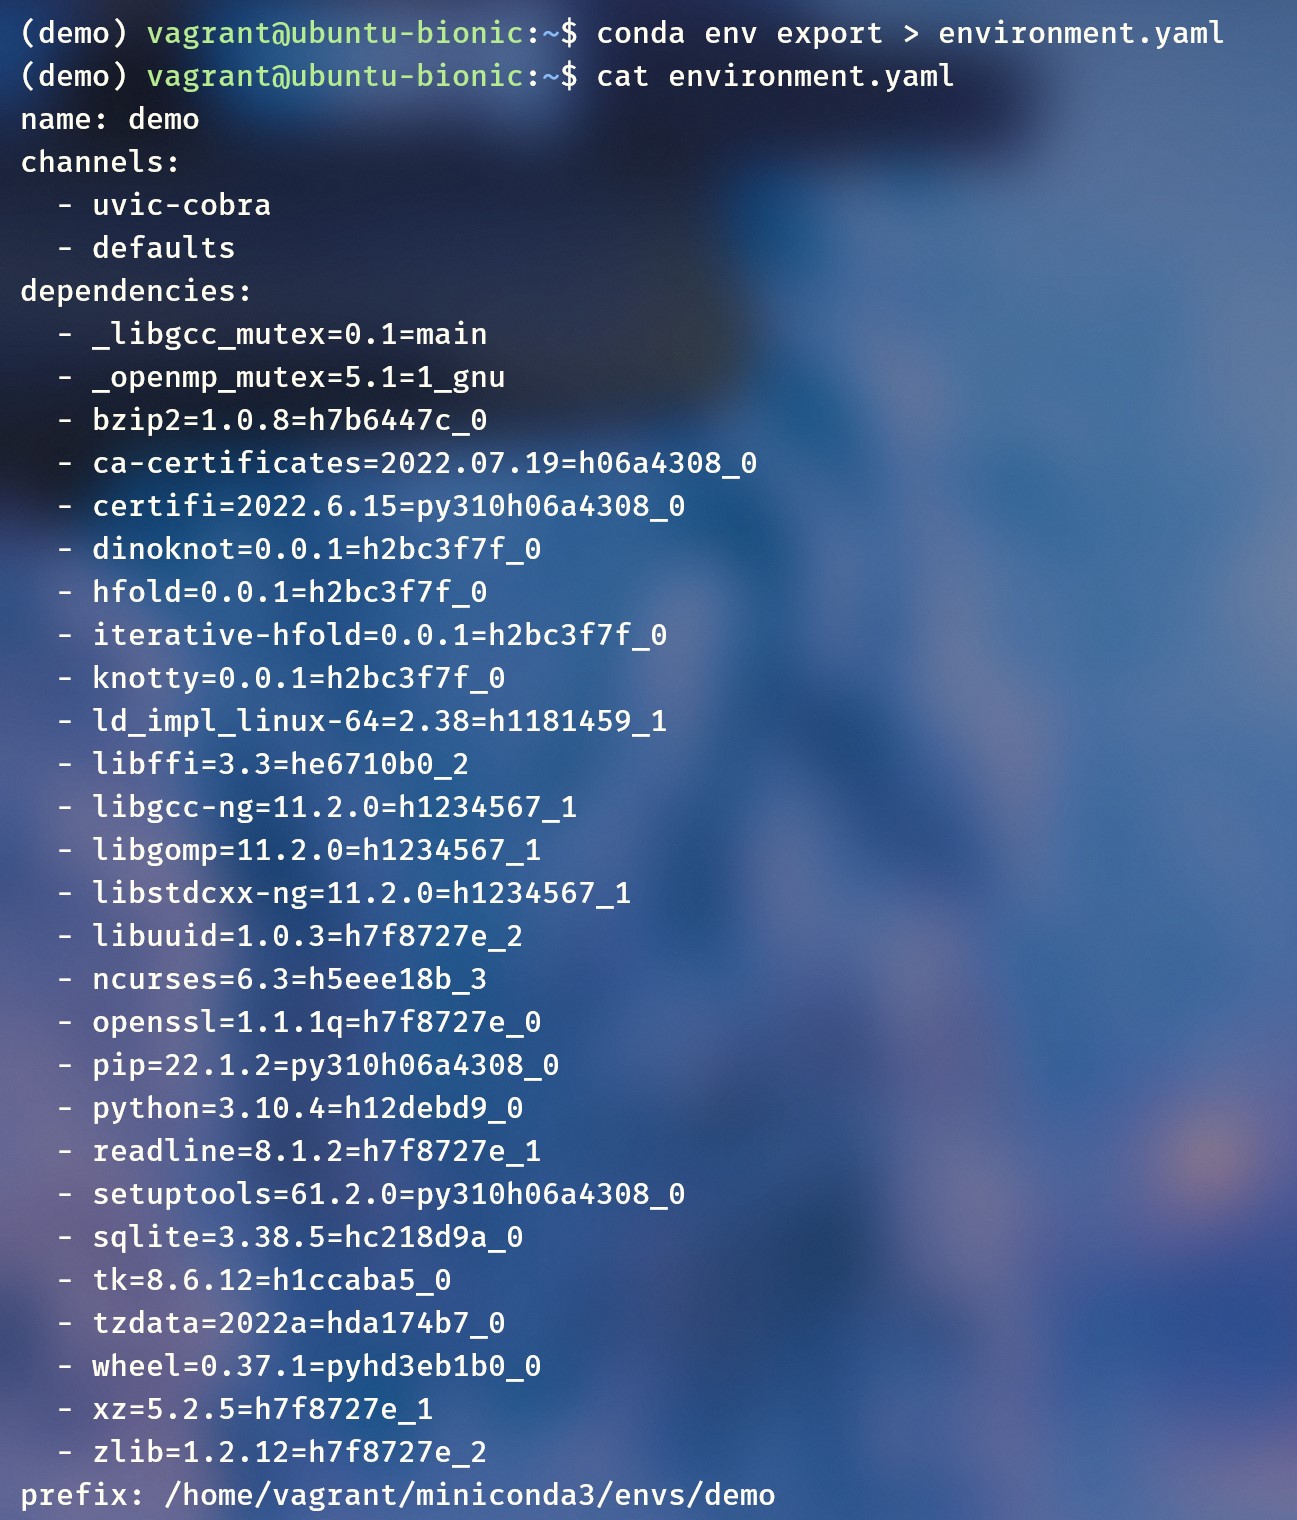 (demo) vagrant@ubuntu-bionic:~$ conda env export > environment.yaml
(demo) vagrant@ubuntu-bionic:~$ cat environment.yaml
name: demo
channels:
  - uvic-cobra
  - defaults
dependencies:
  - _libgcc_mutex=0.1=main
  - _openmp_mutex=5.1=1_gnu
  - bzip2=1.0.8=h7b6447c_0
  - ca-certificates=2022.07.19=h06a4308_0
  - certifi=2022.6.15=py310h06a4308_0
  - dinoknot=0.0.1=h2bc3f7f_0
  - hfold=0.0.1=h2bc3f7f_0
  - iterative-hfold=0.0.1=h2bc3f7f_0
  - knotty=0.0.1=h2bc3f7f_0
  - ld_impl_linux-64=2.38=h1181459_1
  - libffi=3.3=he6710b0_2
  - libgcc-ng=11.2.0=h1234567_1
  - libgomp=11.2.0=h1234567_1
  - libstdcxx-ng=11.2.0=h1234567_1
  - libuuid=1.0.3=h7f8727e_2
  - ncurses=6.3=h5eee18b_3
  - openssl=1.1.1q=h7f8727e_0
  - pip=22.1.2=py310h06a4308_0
  - python=3.10.4=h12debd9_0
  - readline=8.1.2=h7f8727e_1
  - setuptools=61.2.0=py310h06a4308_0
  - sqlite=3.38.5=hc218d9a_0
  - tk=8.6.12=h1ccaba5_0
  - tzdata=2022a=hda174b7_0
  - wheel=0.37.1=pyhd3eb1b0_0
  - xz=5.2.5=h7f8727e_1
  - zlib=1.2.12=h7f8727e_2
prefix: /home/vagrant/miniconda3/envs/demo